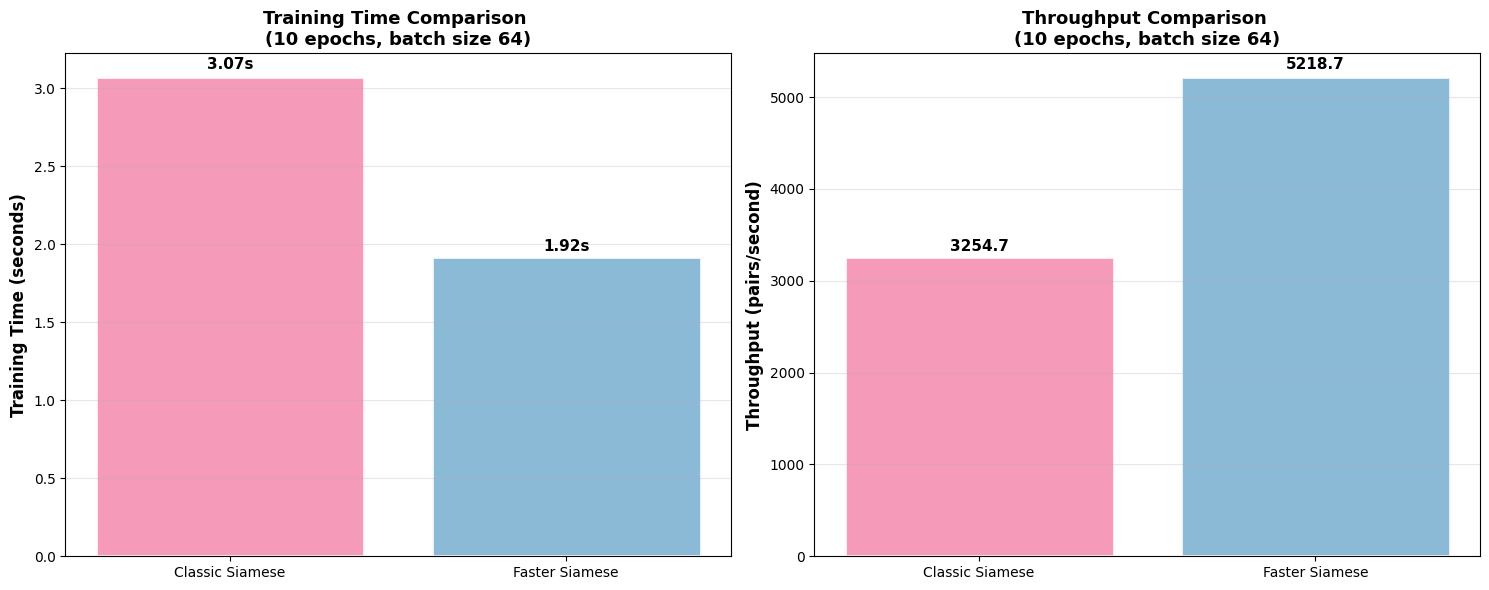 Training Time Comparison
(10 epochs, batch size 64)
Training Time (seconds)
3.0
2.5
2.0
1.5
1.0
0.5
0.0
3.07s
1.92s
Classic Siamese
Faster Siamese
Throughput Comparison
(10 epochs, batch size 64)
Throughput (pairs/second)
5000
4000
3000
2000
1000
0
3254.7
5218.7
Classic Siamese
Faster Siamese